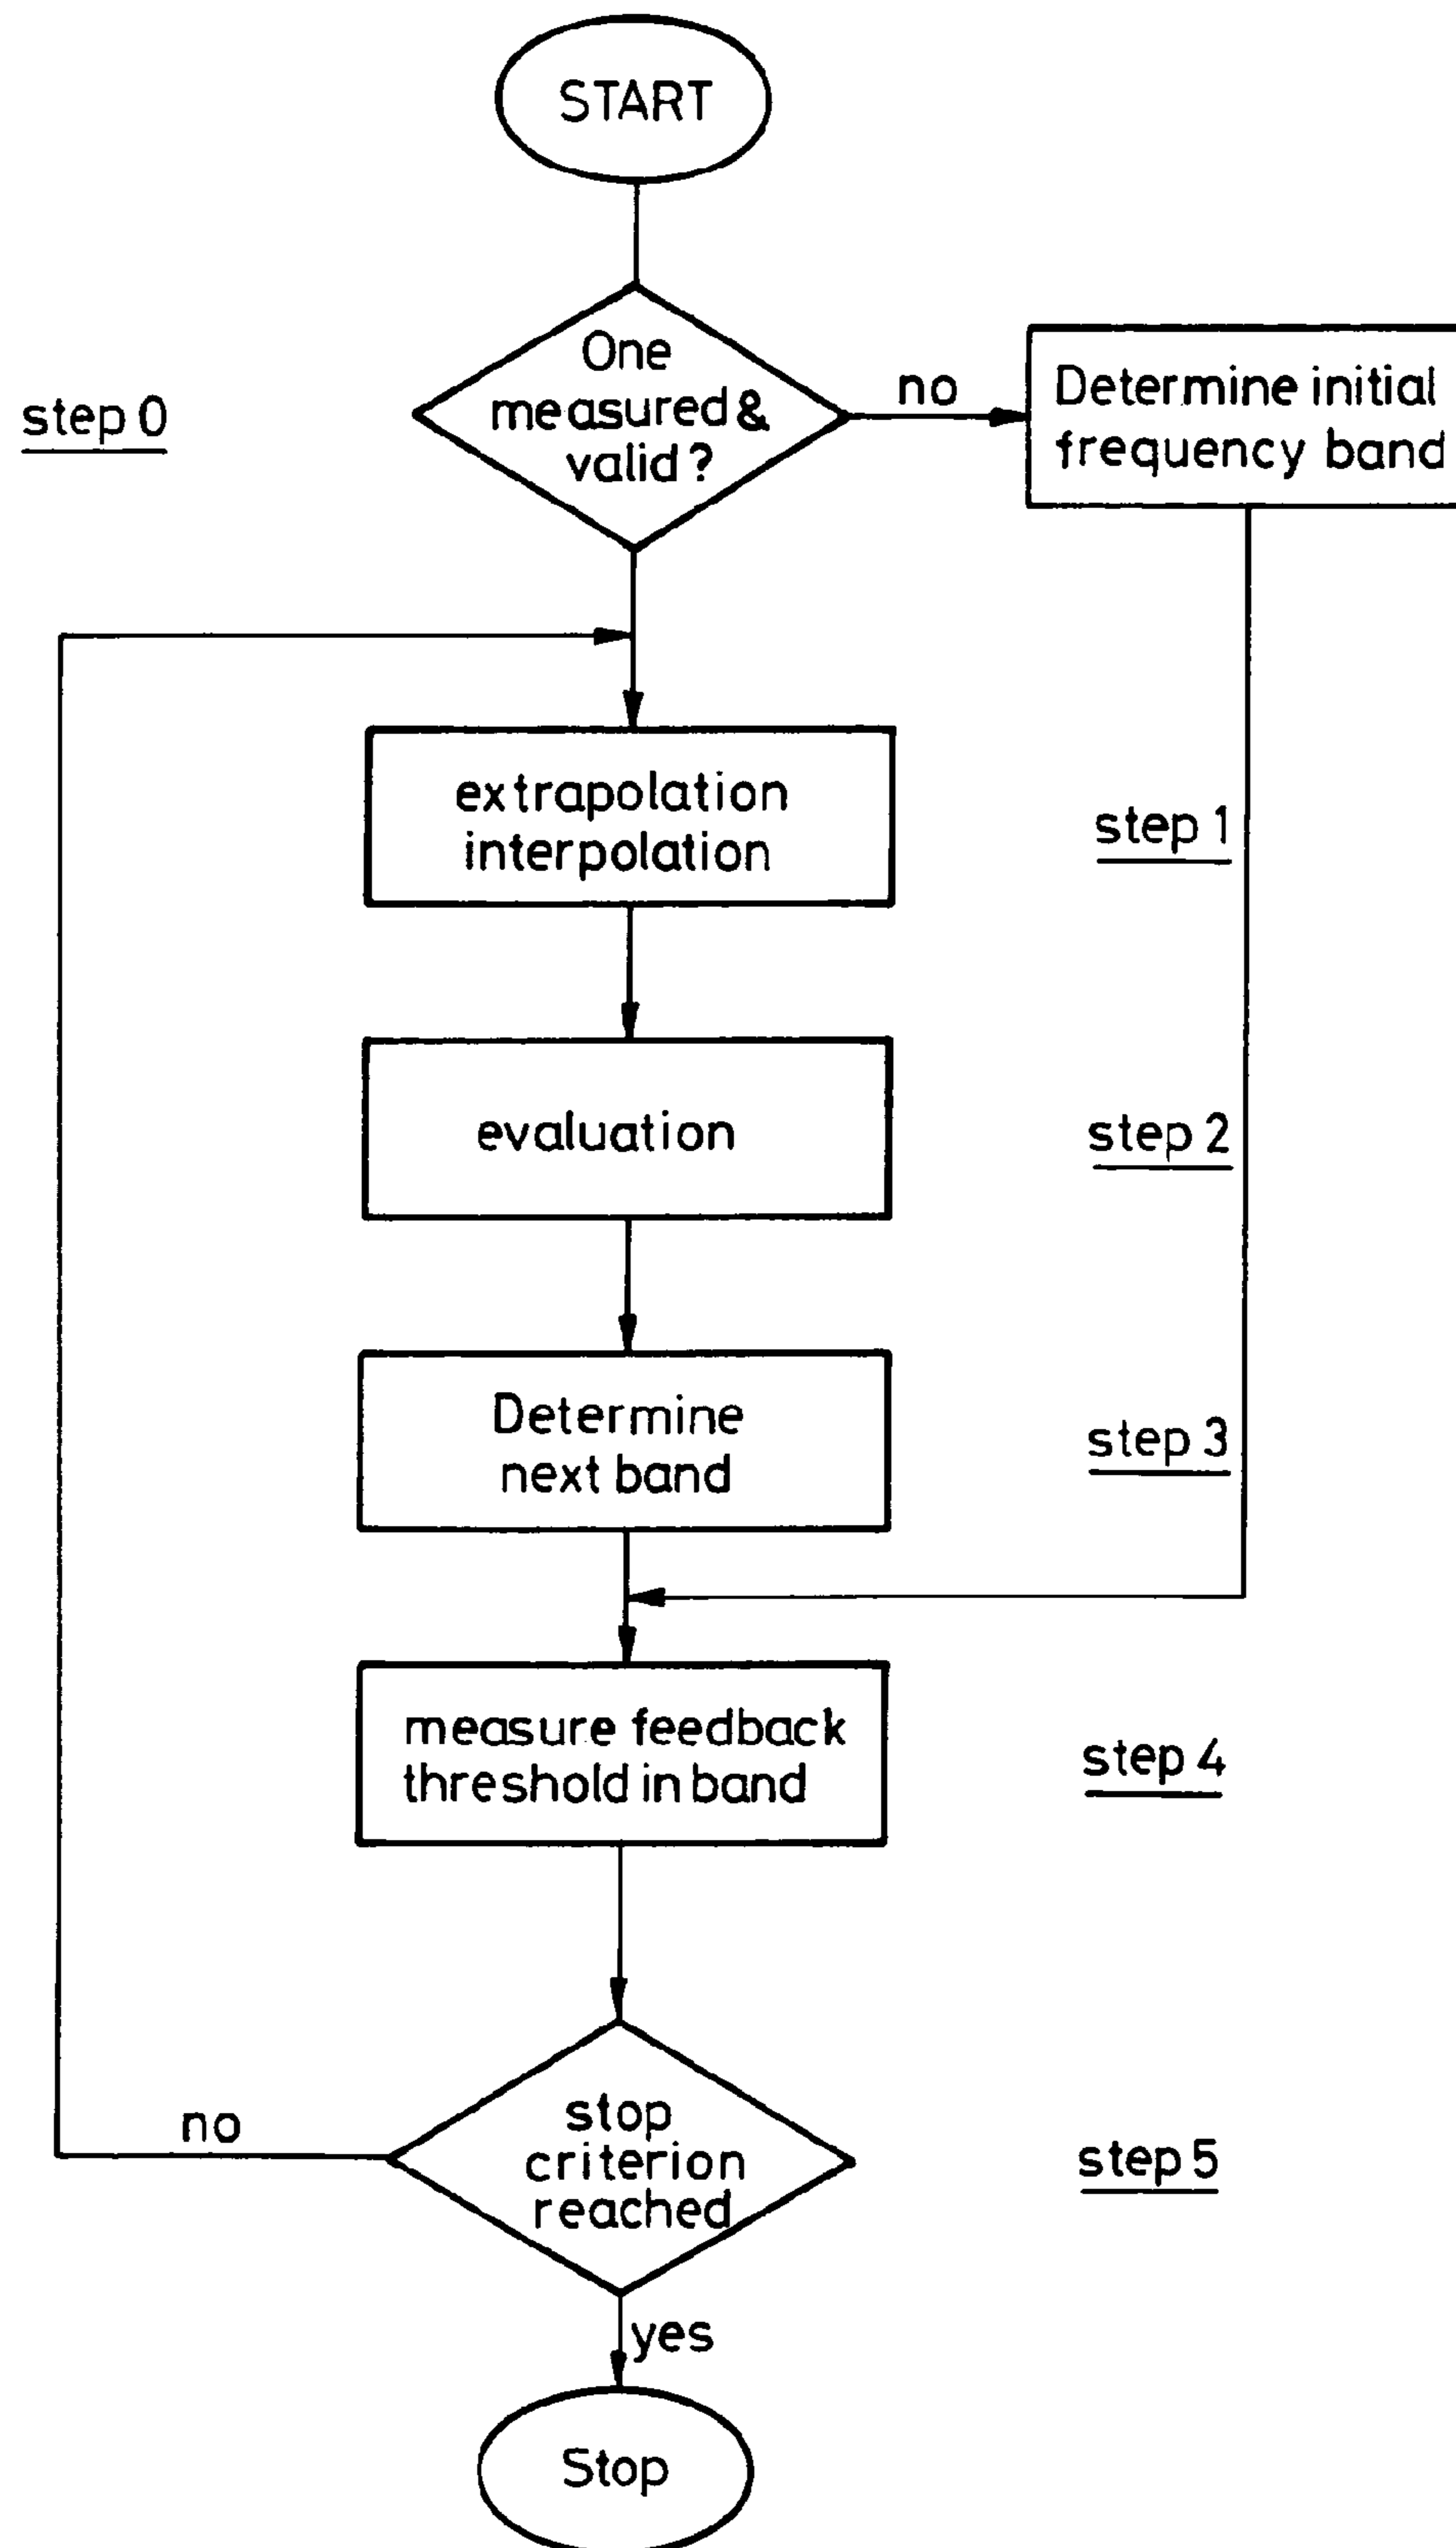 START
step 0
One
measured &
valid ?
no
Determine initial
frequency band
extrapolation
interpolation
step 1
evaluation
step 2
Determine
next band
step 3
measure feedback
threshold in band
step 4
no
stop
criterion
reached
step 5
yes
Stop